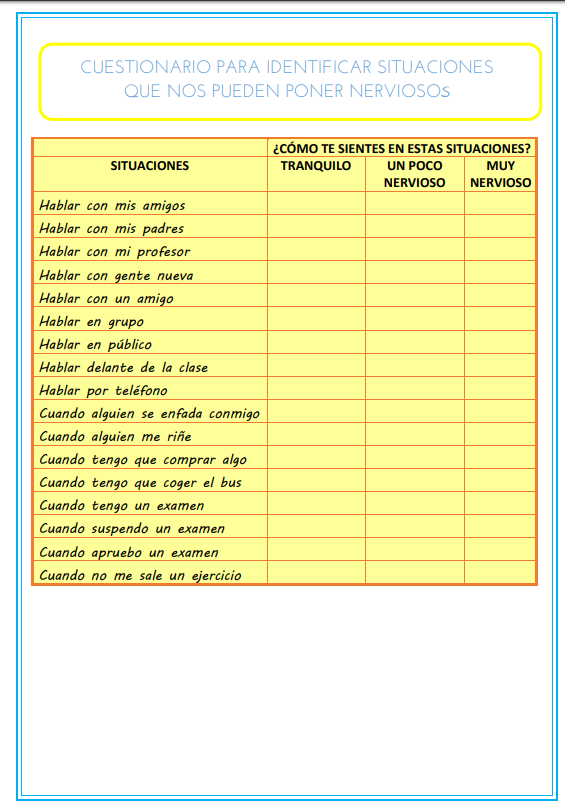 CUESTIONARIO PARA IDENTIFICAR SITUACIONES
QUE NOS PUEDEN PONER NERVIOSOS
¿CÓMO TE SIENTES EN ESTAS SITUACIONES?
SITUACIONES TRANQUILO UN POCO MUY
NERVIOSO NERVIOSO
Hablar con mis amigos
Hablar con mis padres
Hablar con mi profesor
Hablar con gente nueva
Hablar con un amigo
Hablar en grupo
Hablar en público
Hablar delante de la clase
Hablar por teléfono
Cuando alguien se enfada conmigo
Cuando alguien me riñe
Cuando tengo que comprar algo
Cuando tengo que coger el bus
Cuando tengo un examen
Cuando suspendo un examen
Cuando apruebo un examen
Cuando no me sale un ejercicio